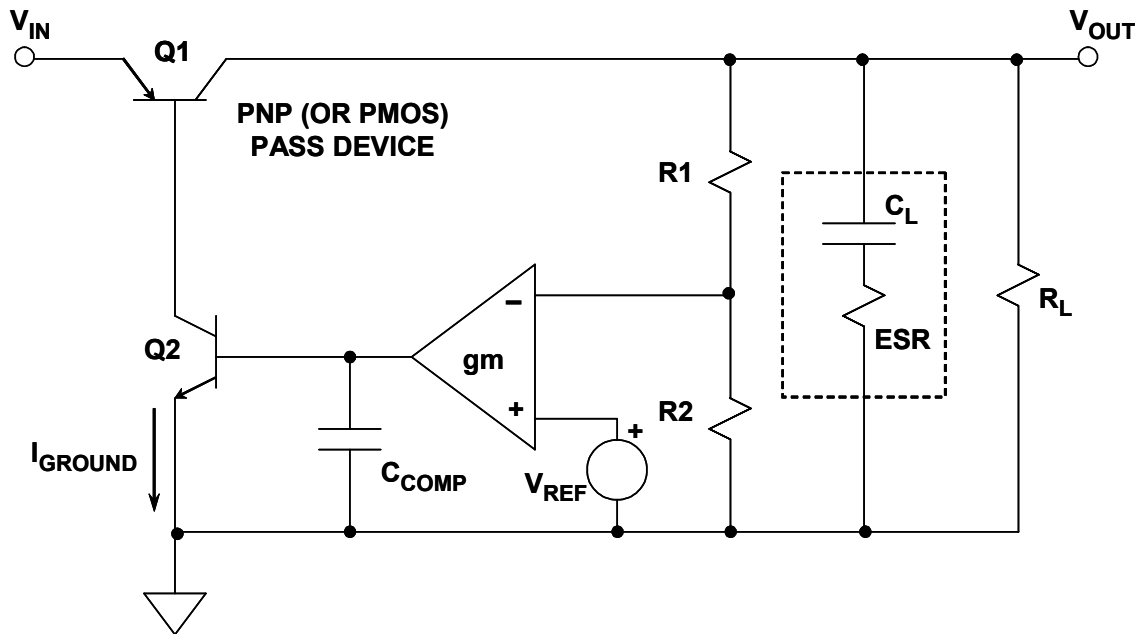 VIN
VOUT
Q1
PNP (OR PMOS)
PASS DEVICE
R1
CL
ESR
RL
Q2
gm
−
+
R2
+
VREF
IGROUND
CCOMP